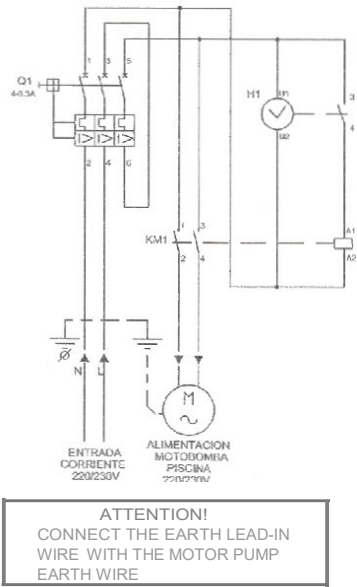 1 3 5
Q1
4-6.3A
2 4 6
H1
U1
U2
3
4
KM1
1 3
2 4
A1
A2
N L
M
~
ENTRADA
CORRIENTE
220/230V
ALIMENTACION
MOTOBOMBA
PISCINA
220/230V
ATTENTION!
CONNECT THE EARTH LEAD-IN
WIRE WITH THE MOTOR PUMP
EARTH WIRE